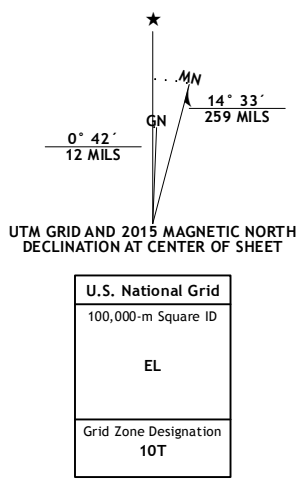 ★
MN
GN
14° 33´
259 MILS
0° 42´
12 MILS
UTM GRID AND 2015 MAGNETIC NORTH
DECLINATION AT CENTER OF SHEET
U.S. National Grid
100,000-m Square ID
EL
Grid Zone Designation
10T